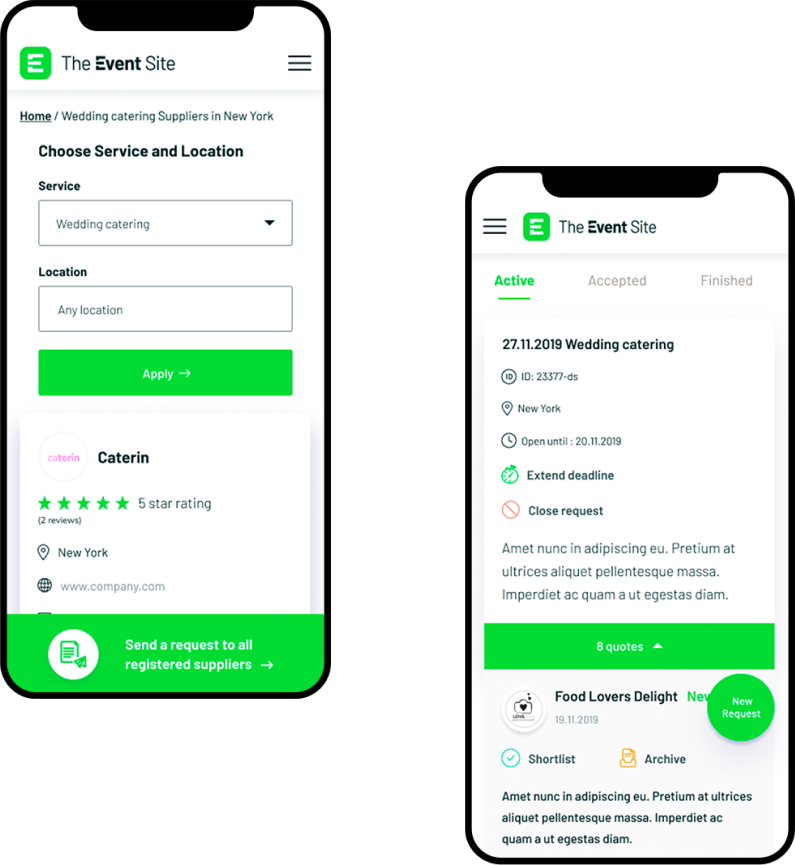 The Event Site
Home / Wedding catering Suppliers in New York
Choose Service and Location
Service
Wedding catering
Location
Any location
Apply →
caterin
Caterin
5 star rating
(2 reviews)
New York
www.company.com
Send a request to all
registered suppliers →
The Event Site
Active Accepted Finished
27.11.2019 Wedding catering
ID ID: 23377-ds
New York
Open until : 20.11.2019
Extend deadline
Close request
Amet nunc in adipiscing eu. Pretium at
ultrices aliquet pellentesque massa.
Imperdiet ac quam a ut egestas diam.
8 quotes
LOVE
Food Lovers Delight
New
Request
19.11.2019
Shortlist
Archive
Amet nunc in adipiscing eu. Pretium at ultrices
aliquet pellentesque massa. Imperdiet ac
quam a ut egestas diam.